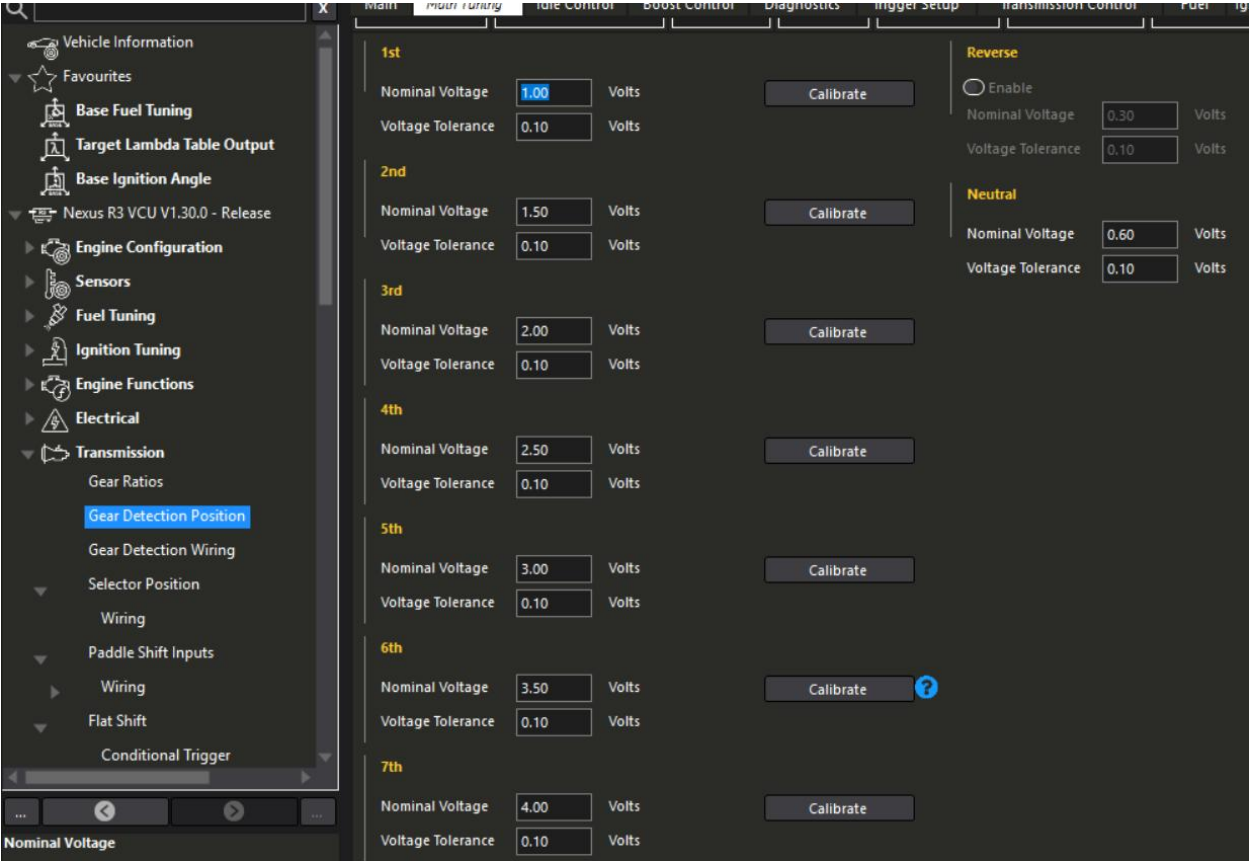 X
Main Math Tuning Idle Control Boost Control Diagnostics Trigger Setup Transmission Control Fuel
Vehicle Information
Favourites
Base Fuel Tuning
Target Lambda Table Output
Base Ignition Angle
Nexus R3 VCU V1.30.0 - Release
Engine Configuration
Sensors
Fuel Tuning
Ignition Tuning
Engine Functions
Electrical
Transmission
Gear Ratios
Gear Detection Position
Gear Detection Wiring
Selector Position
Wiring
Paddle Shift Inputs
Wiring
Flat Shift
Conditional Trigger
...
...
Nominal Voltage
1st
Nominal Voltage 1.00 Volts Calibrate
Voltage Tolerance 0.10 Volts
2nd
Nominal Voltage 1.50 Volts Calibrate
Voltage Tolerance 0.10 Volts
3rd
Nominal Voltage 2.00 Volts Calibrate
Voltage Tolerance 0.10 Volts
4th
Nominal Voltage 2.50 Volts Calibrate
Voltage Tolerance 0.10 Volts
5th
Nominal Voltage 3.00 Volts Calibrate
Voltage Tolerance 0.10 Volts
6th
Nominal Voltage 3.50 Volts Calibrate ?
Voltage Tolerance 0.10 Volts
7th
Nominal Voltage 4.00 Volts Calibrate
Voltage Tolerance 0.10 Volts
Reverse
Enable
Nominal Voltage 0.30 Volts
Voltage Tolerance 0.10 Volts
Neutral
Nominal Voltage 0.60 Volts
Voltage Tolerance 0.10 Volts